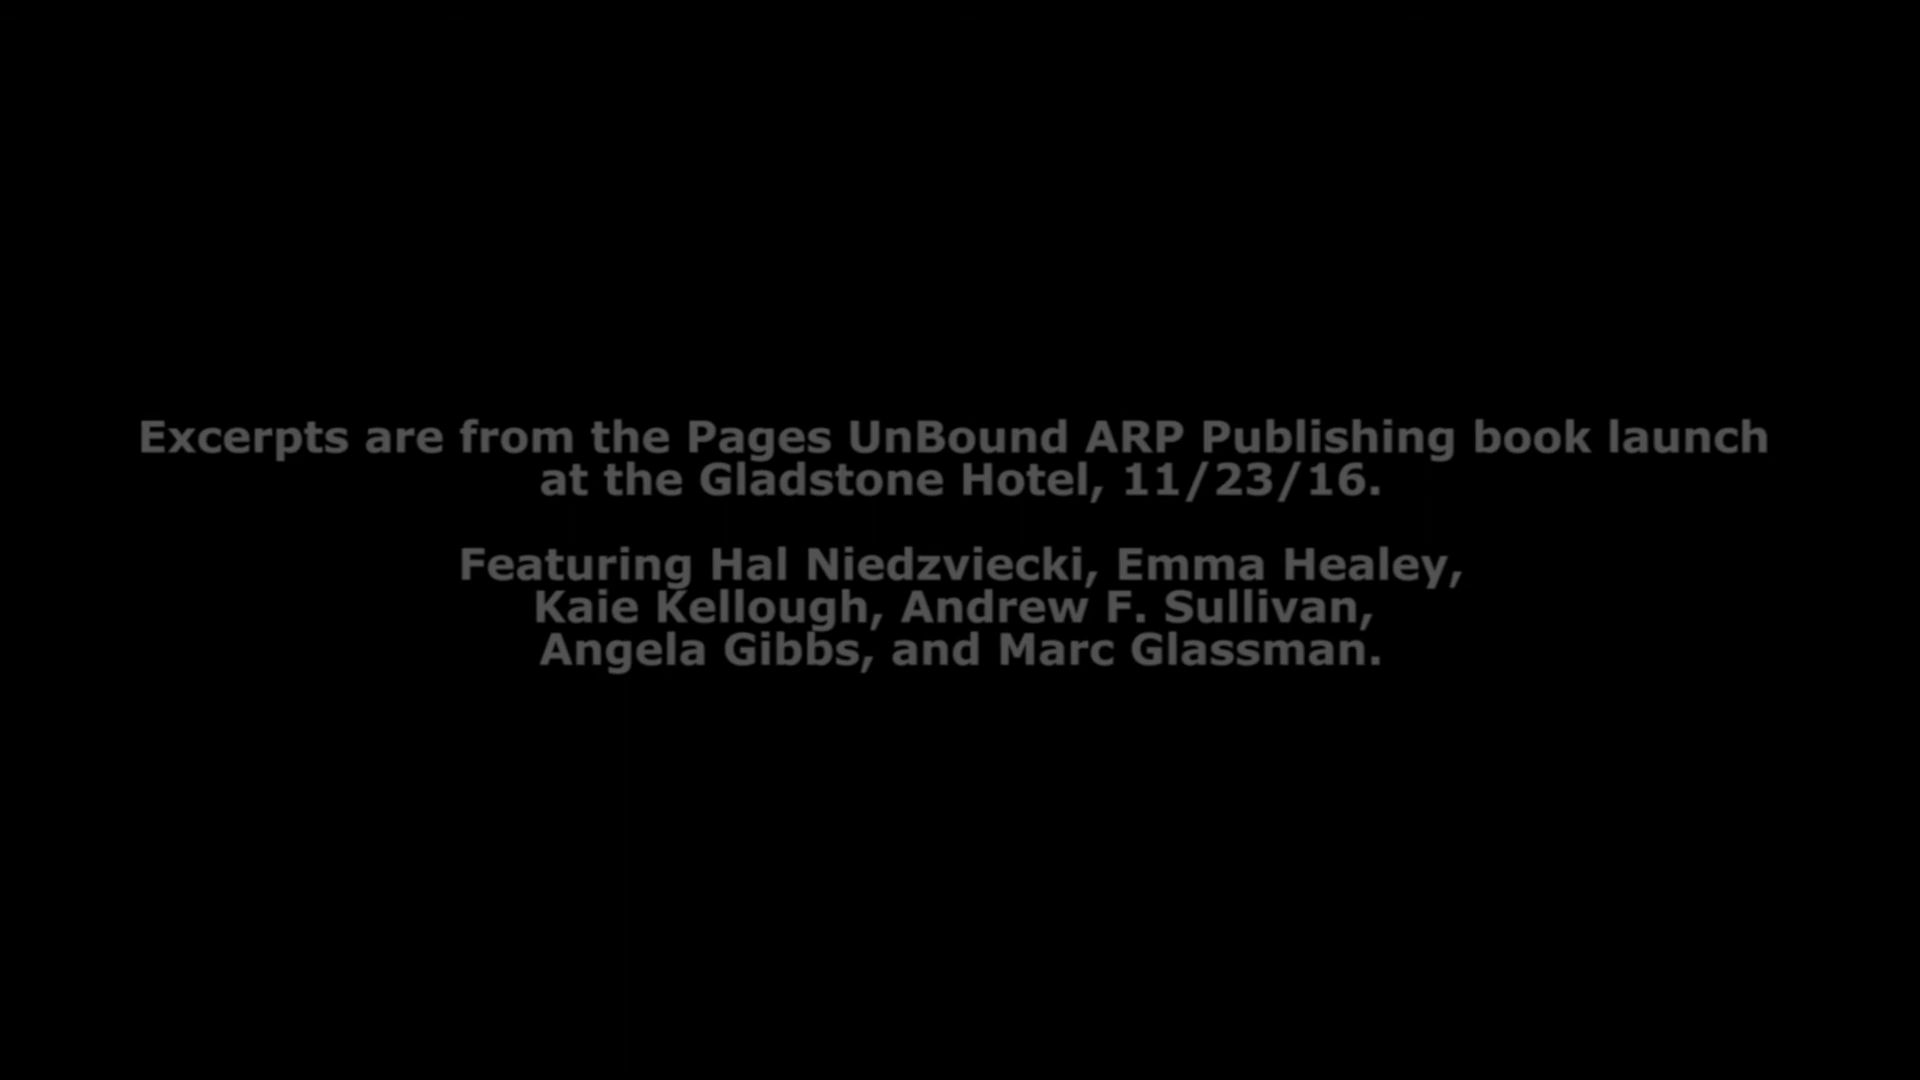 Excerpts are from the Pages UnBound ARP Publishing book launch
at the Gladstone Hotel, 11/23/16.
Featuring Hal Niedzviecki, Emma Healey,
Kaie Kellough, Andrew F. Sullivan,
Angela Gibbs, and Marc Glassman.